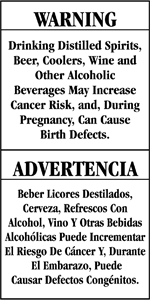 WARNING
Drinking Distilled Spirits,
Beer, Coolers, Wine and
Other Alcoholic
Beverages May Increase
Cancer Risk, and, During
Pregnancy, Can Cause
Birth Defects.
ADVERTENCIA
Beber Licores Destilados,
Cerveza, Refrescos Con
Alcohol, Vino Y Otras Bebidas
Alcohólicas Puede Incrementar
El Riesgo De Cáncer Y, Durante
El Embarazo, Puede
Causar Defectos Congénitos.